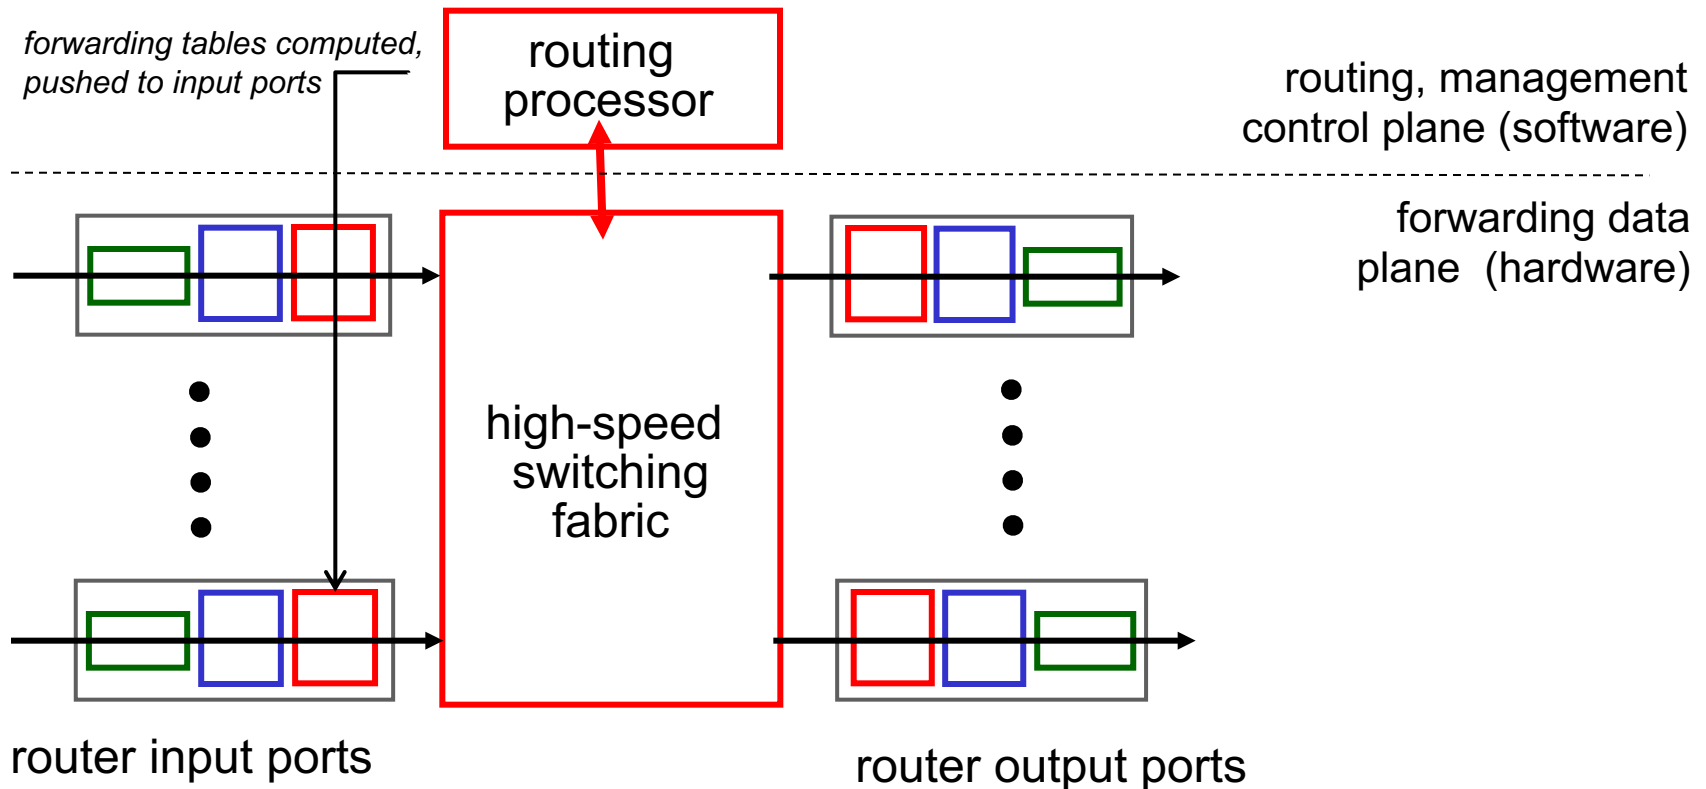 forwarding tables computed,
pushed to input ports
routing
processor
routing, management
control plane (software)
forwarding data
plane (hardware)
high-speed
switching
fabric
router input ports
router output ports